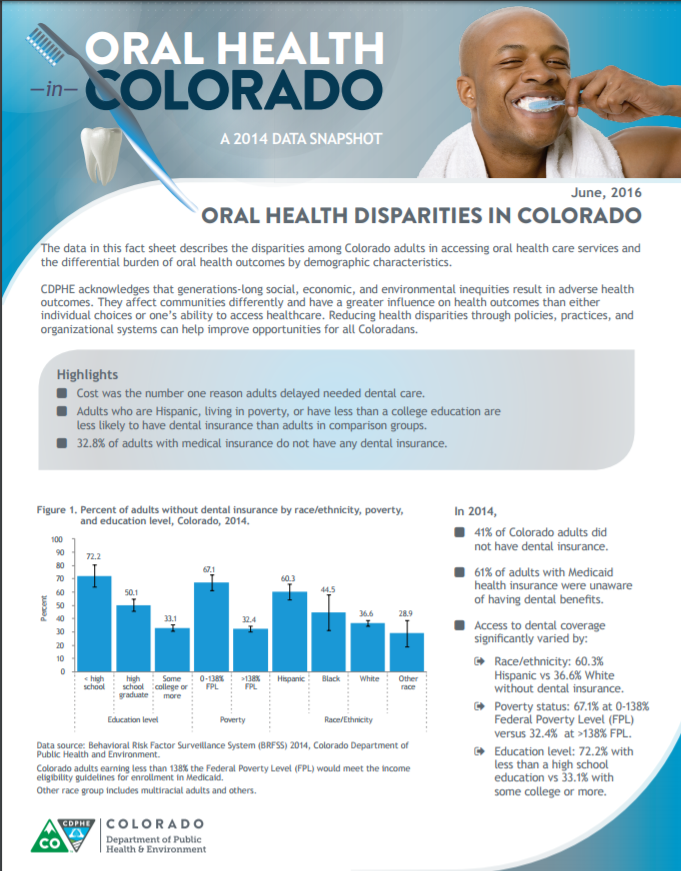 ORAL HEALTH
—in—
COLORADO
A 2014 DATA SNAPSHOT
June, 2016
ORAL HEALTH DISPARITIES IN COLORADO
The data in this fact sheet describes the disparities among Colorado adults in accessing oral health care services and
the differential burden of oral health outcomes by demographic characteristics.
CDPHE acknowledges that generations-long social, economic, and environmental inequities result in adverse health
outcomes. They affect communities differently and have a greater influence on health outcomes than either
individual choices or one’s ability to access healthcare. Reducing health disparities through policies, practices, and
organizational systems can help improve opportunities for all Coloradans.
Highlights
Cost was the number one reason adults delayed needed dental care.
Adults who are Hispanic, living in poverty, or have less than a college education are
less likely to have dental insurance than adults in comparison groups.
32.8% of adults with medical insurance do not have any dental insurance.
Figure 1. Percent of adults without dental insurance by race/ethnicity, poverty,
and education level, Colorado, 2014.
Percent
100
90
80
70
60
50
40
30
20
10
0
72.2
50.1
33.1
67.1
32.4
60.3
44.5
36.6
28.9
< high
school
high
school
graduate
Some
college or
more
0-138%
FPL
>138%
FPL
Hispanic
Black
White
Other
race
Education level
Poverty
Race/Ethnicity
Data source: Behavioral Risk Factor Surveillance System (BRFSS) 2014, Colorado Department of
Public Health and Environment.
Colorado adults earning less than 138% the Federal Poverty Level (FPL) would meet the income
eligibility guidelines for enrollment in Medicaid.
Other race group includes multiracial adults and others.
In 2014,
41% of Colorado adults did
not have dental insurance.
61% of adults with Medicaid
health insurance were unaware
of having dental benefits.
Access to dental coverage
significantly varied by:
Race/ethnicity: 60.3%
Hispanic vs 36.6% White
without dental insurance.
Poverty status: 67.1% at 0-138%
Federal Poverty Level (FPL)
versus 32.4% at >138% FPL.
Education level: 72.2% with
less than a high school
education vs 33.1% with
some college or more.
CO
CDPHE
COLORADO
Department of Public
Health & Environment